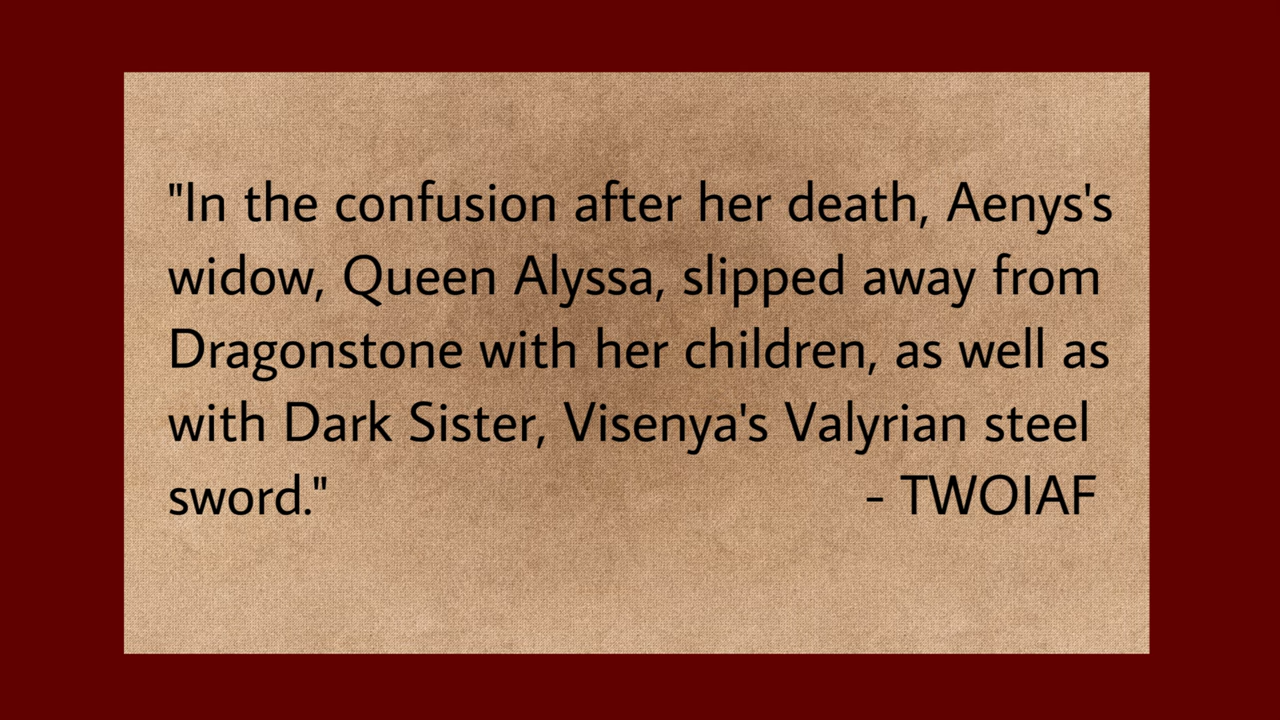 "In the confusion after her death, Aenys's
widow, Queen Alyssa, slipped away from
Dragonstone with her children, as well as
with Dark Sister, Visenya's Valyrian steel
sword." - TWOIAF